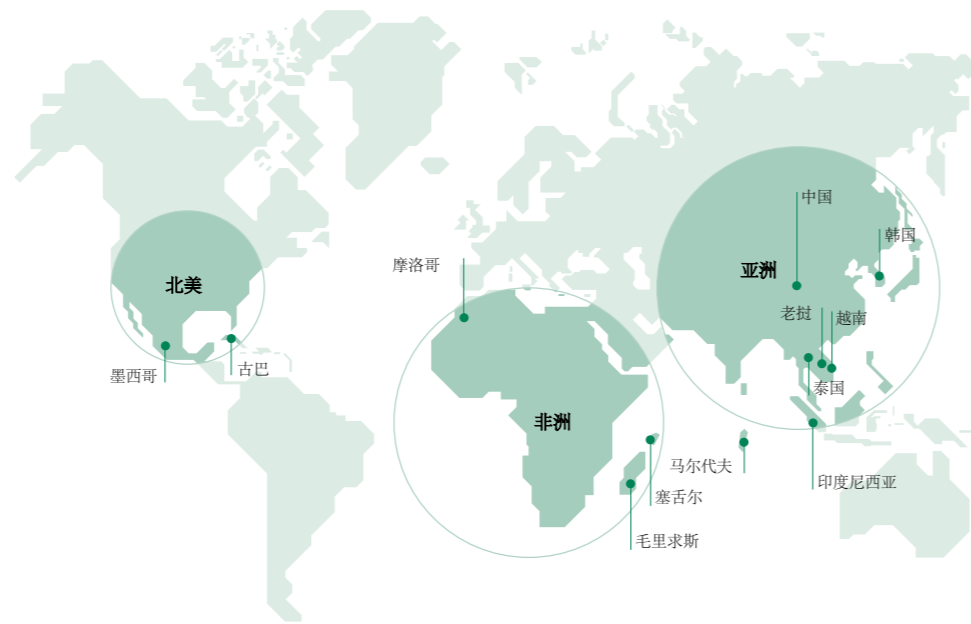 中国
韩国
摩洛哥
亚洲
北美
老挝
越南
古巴
墨西哥
泰国
非洲
马尔代夫
印度尼西亚
塞舌尔
毛里求斯